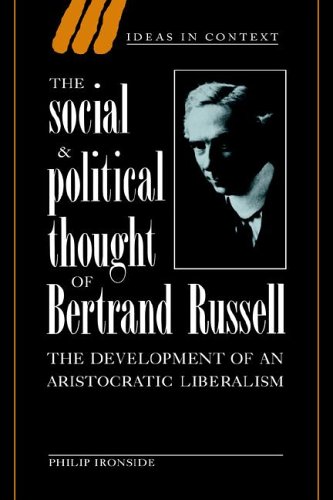 IDEAS IN CONTEXT
THE
social
&
political
thought
OF
Bertrand Russell
THE DEVELOPMENT OF AN
ARISTOCRATIC LIBERALISM
PHILIP IRONSIDE